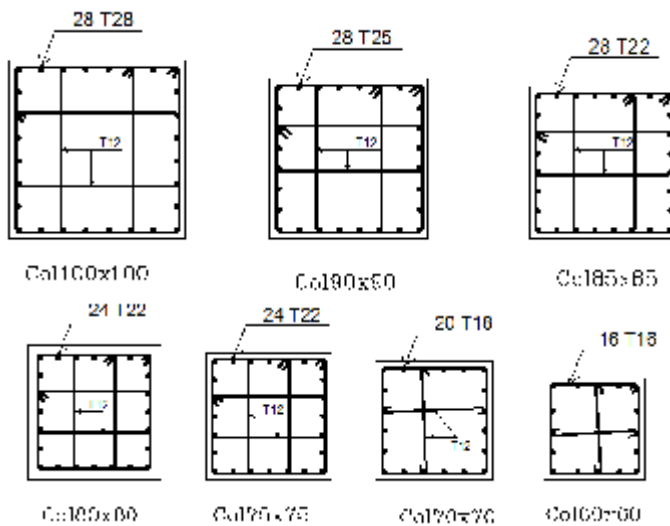 28 T28
28 T25
28 T22
T12
T12
T12
Col100x100
Col90x90
Col85x85
24 T22
24 T22
20 T18
16 T18
T12
T12
T12
Col80x80
Col75x75
Col70x70
Col60x60